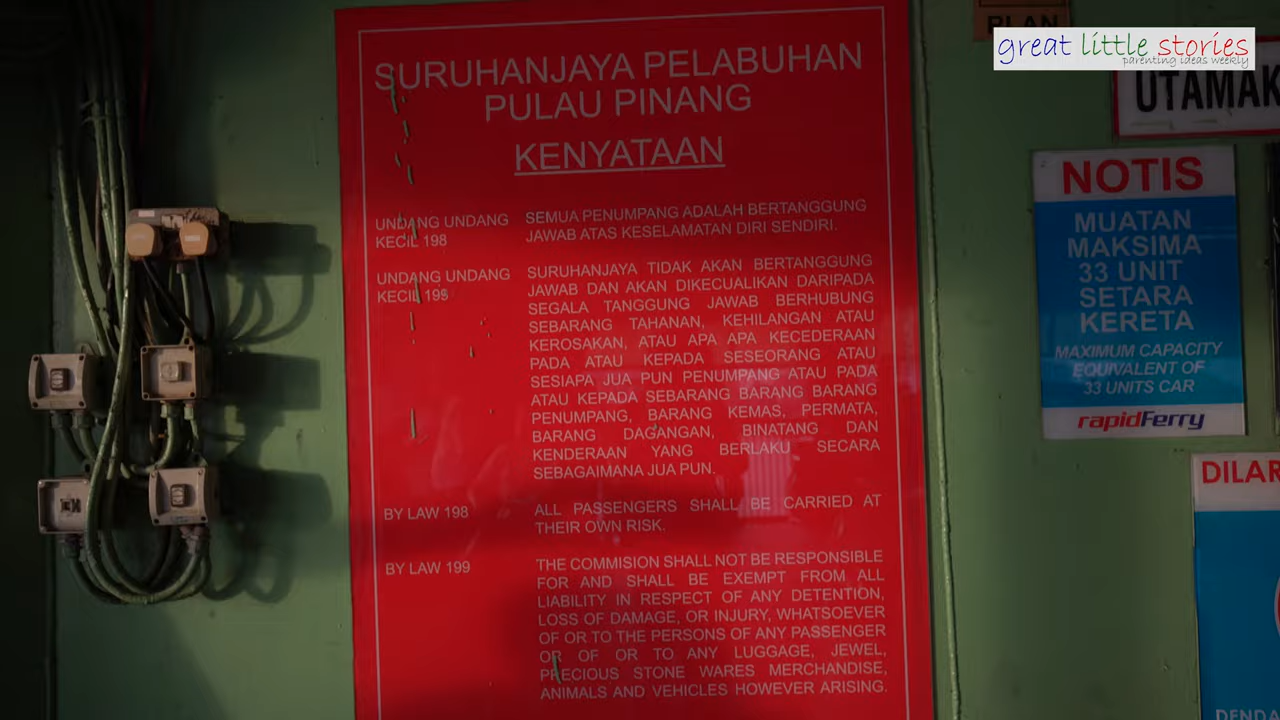 SURUHANJAYA PELABUHAN
PULAU PINANG
KENYATAAN
UNDANG UNDANG
KECIL 198
SEMUA PENUMPANG ADALAH BERTANGGUNG
JAWAB ATAS KESELAMATAN DIRI SENDIRI.
UNDANG UNDANG
KECIL 198
SURUHANJAYA TIDAK AKAN BERTANGGUNG
JAWAB DAN AKAN DIKECUALIKAN DARIPADA
SEGALA TANGGUNG JAWAB BERHUBUNG
SEBARANG TAHANAN, KEHILANGAN ATAU
KEROSAKAN, ATAU APA APA KECEDERAAN
PADA ATAU KEPADA SESEORANG ATAU
SESIAPA JUA PUN PENUMPANG ATAU PADA
ATAU KEPADA SEBARANG BARANG BARANG
PENUMPANG, BARANG KEMAS, PERMATA,
BARANG DAGANGAN, BINATANG DAN
KENDERAAN YANG BERLAKU SECARA
SEBAGAIMANA JUA PUN.
BY LAW 198
ALL PASSENGERS SHALL BE CARRIED AT
THEIR OWN RISK.
BY LAW 199
THE COMMISION SHALL NOT BE RESPONSIBLE
FOR AND SHALL BE EXEMPT FROM ALL
LIABILITY IN RESPECT OF ANY DETENTION,
LOSS OF DAMAGE, OR INJURY, WHATSOEVER
OF OR TO THE PERSONS OF ANY PASSENGER
OR OF OR TO ANY LUGGAGE, JEWEL,
PRECIOUS STONE WARES MERCHANDISE,
ANIMALS AND VEHICLES HOWEVER ARISING.
PLAN
great little stories
parenting ideas weekly
UTAMAK
NOTIS
MUATAN
MAKSIMA
33 UNIT
SETARA
KERETA
MAXIMUM CAPACITY
EQUIVALENT OF
33 UNITS CAR
rapidFerry
DILAR
DENDA